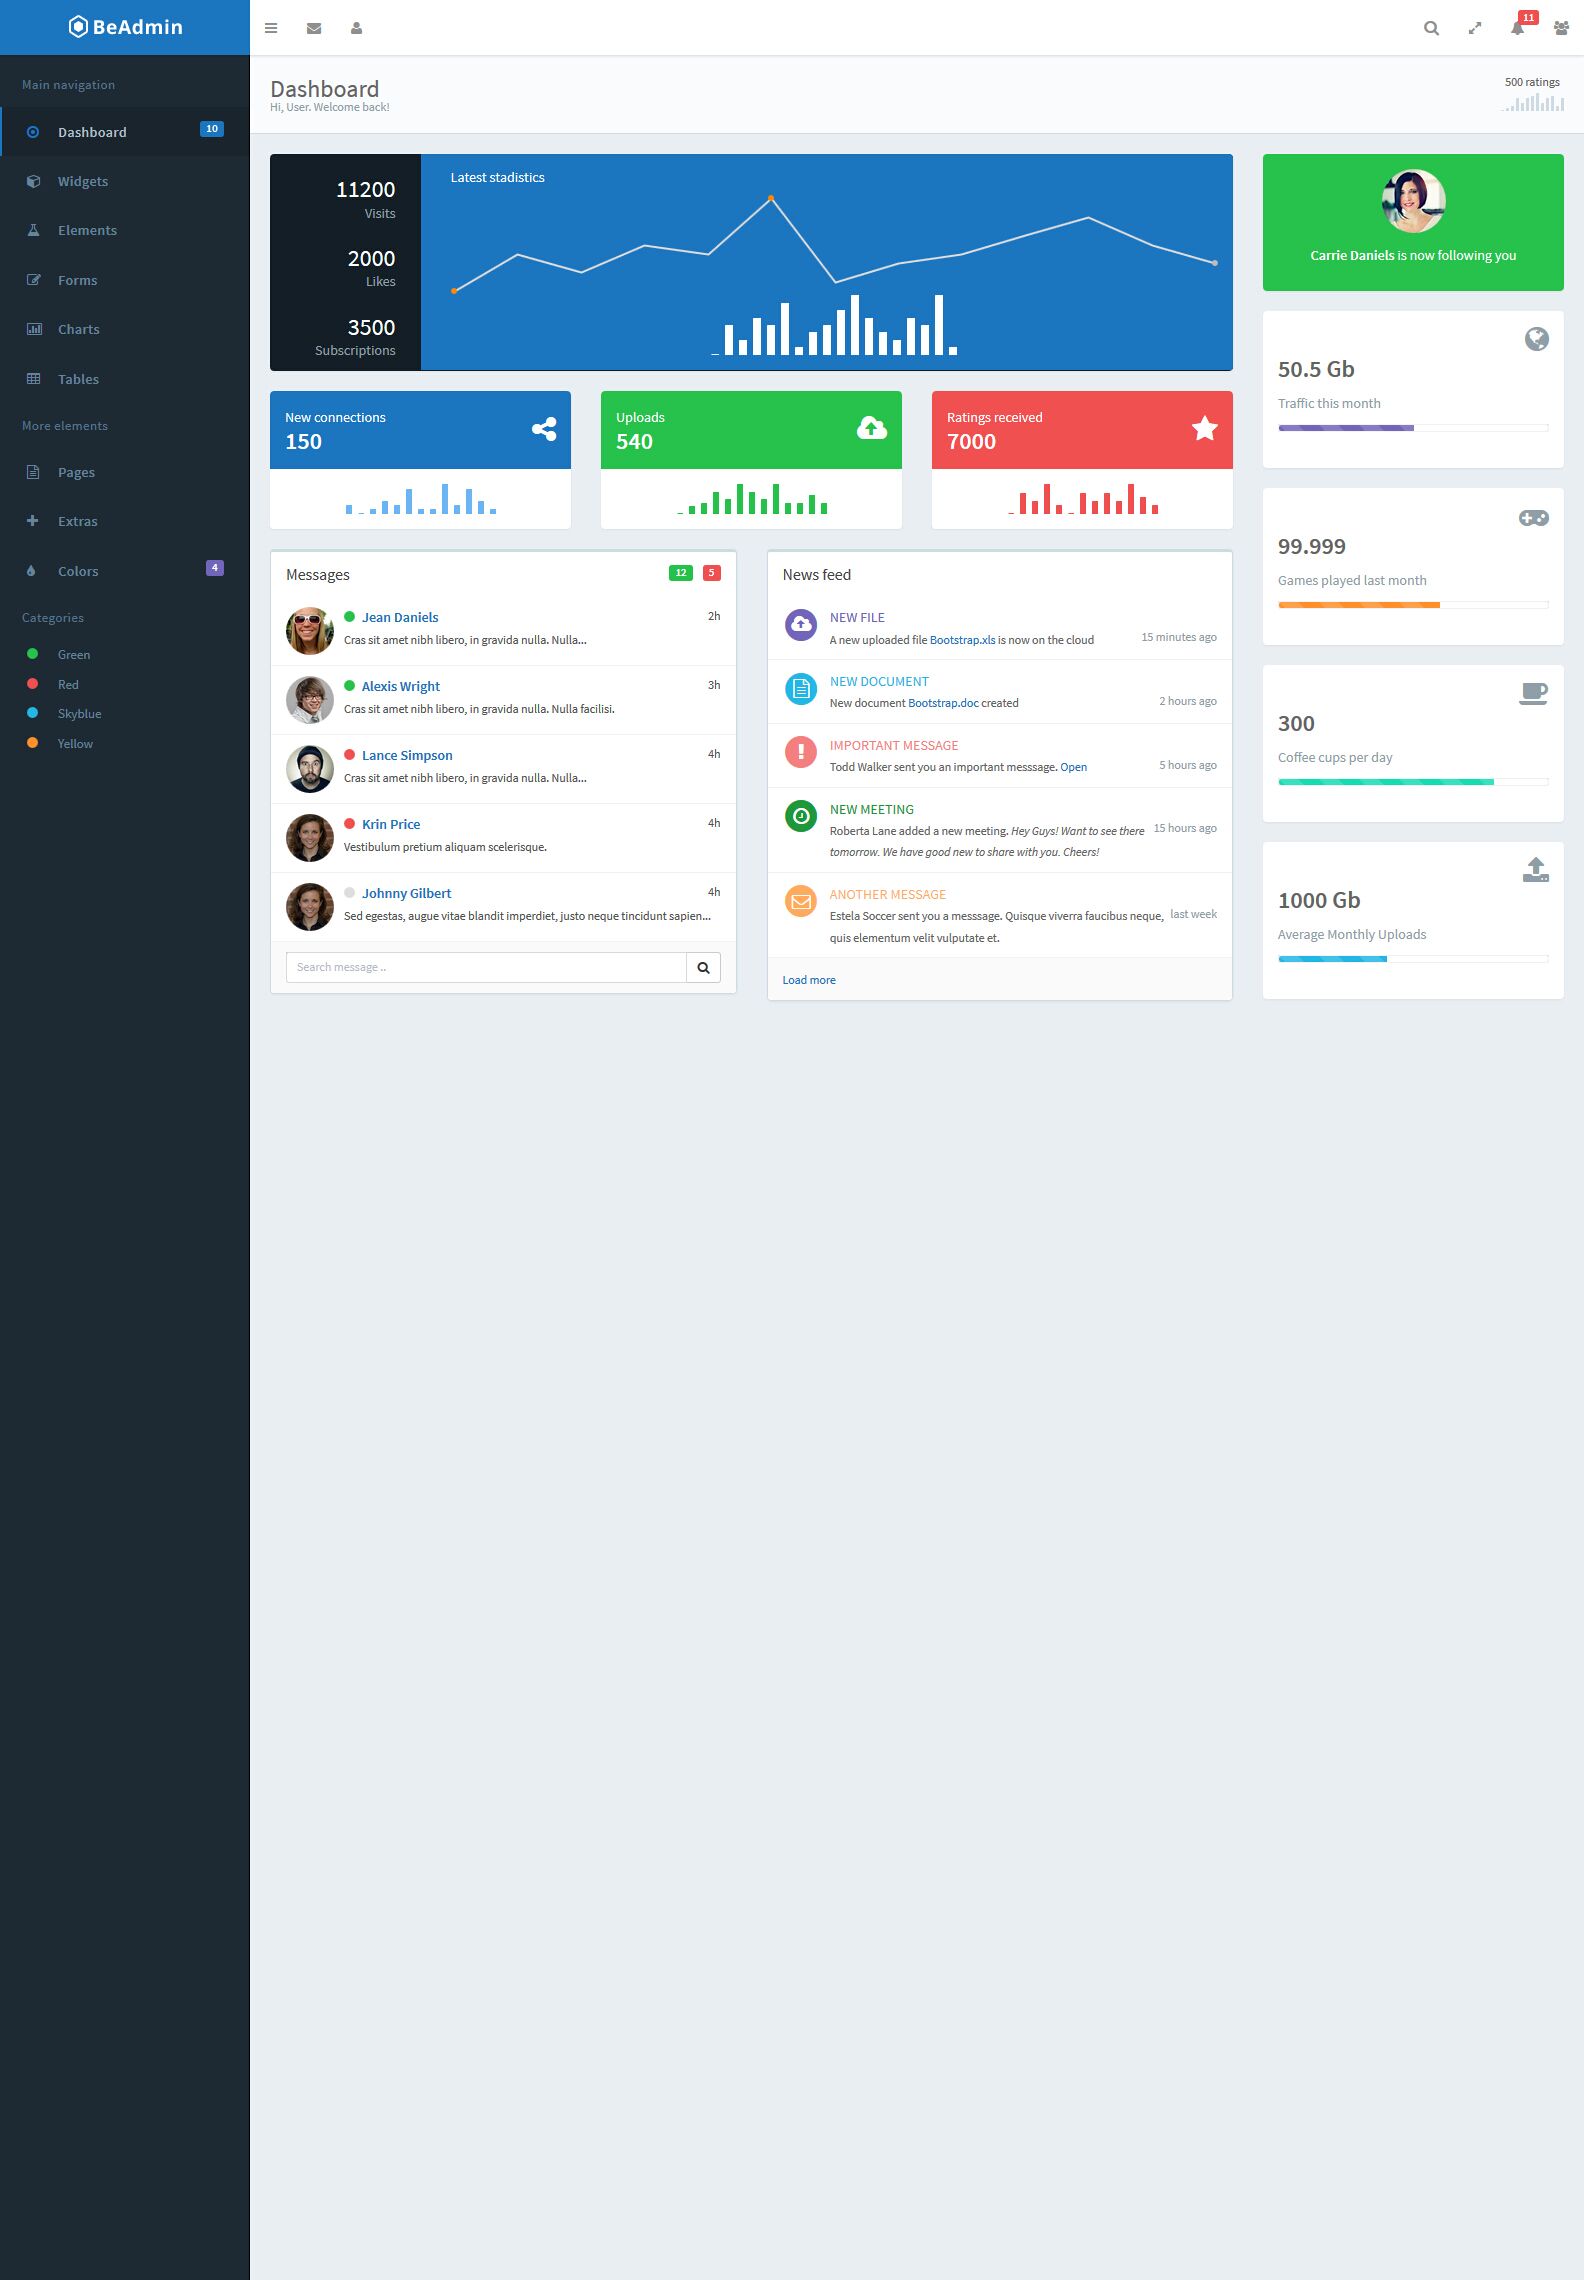 BeAdmin
11
Main navigation
Dashboard 10
Widgets
Elements
Forms
Charts
Tables
More elements
Pages
Extras
Colors 4
Categories
Green
Red
Skyblue
Yellow
Dashboard
Hi, User. Welcome back!
500 ratings
11200
Visits
2000
Likes
3500
Subscriptions
Latest stadistics
New connections
150
Uploads
540
Ratings received
7000
Messages 12 5
Jean Daniels 2h
Cras sit amet nibh libero, in gravida nulla. Nulla...
Alexis Wright 3h
Cras sit amet nibh libero, in gravida nulla. Nulla facilisi.
Lance Simpson 4h
Cras sit amet nibh libero, in gravida nulla. Nulla...
Krin Price 4h
Vestibulum pretium aliquam scelerisque.
Johnny Gilbert 4h
Sed egestas, augue vitae blandit imperdiet, justo neque tincidunt sapien...
Search message ..
News feed
NEW FILE
A new uploaded file Bootstrap.xls is now on the cloud 15 minutes ago
NEW DOCUMENT
New document Bootstrap.doc created 2 hours ago
IMPORTANT MESSAGE
Todd Walker sent you an important messsage. Open 5 hours ago
NEW MEETING
Roberta Lane added a new meeting. Hey Guys! Want to see there 15 hours ago
tomorrow. We have good new to share with you. Cheers!
ANOTHER MESSAGE
Estela Soccer sent you a messsage. Quisque viverra faucibus neque, last week
quis elementum velit vulputate et.
Load more
Carrie Daniels is now following you
50.5 Gb
Traffic this month
99.999
Games played last month
300
Coffee cups per day
1000 Gb
Average Monthly Uploads